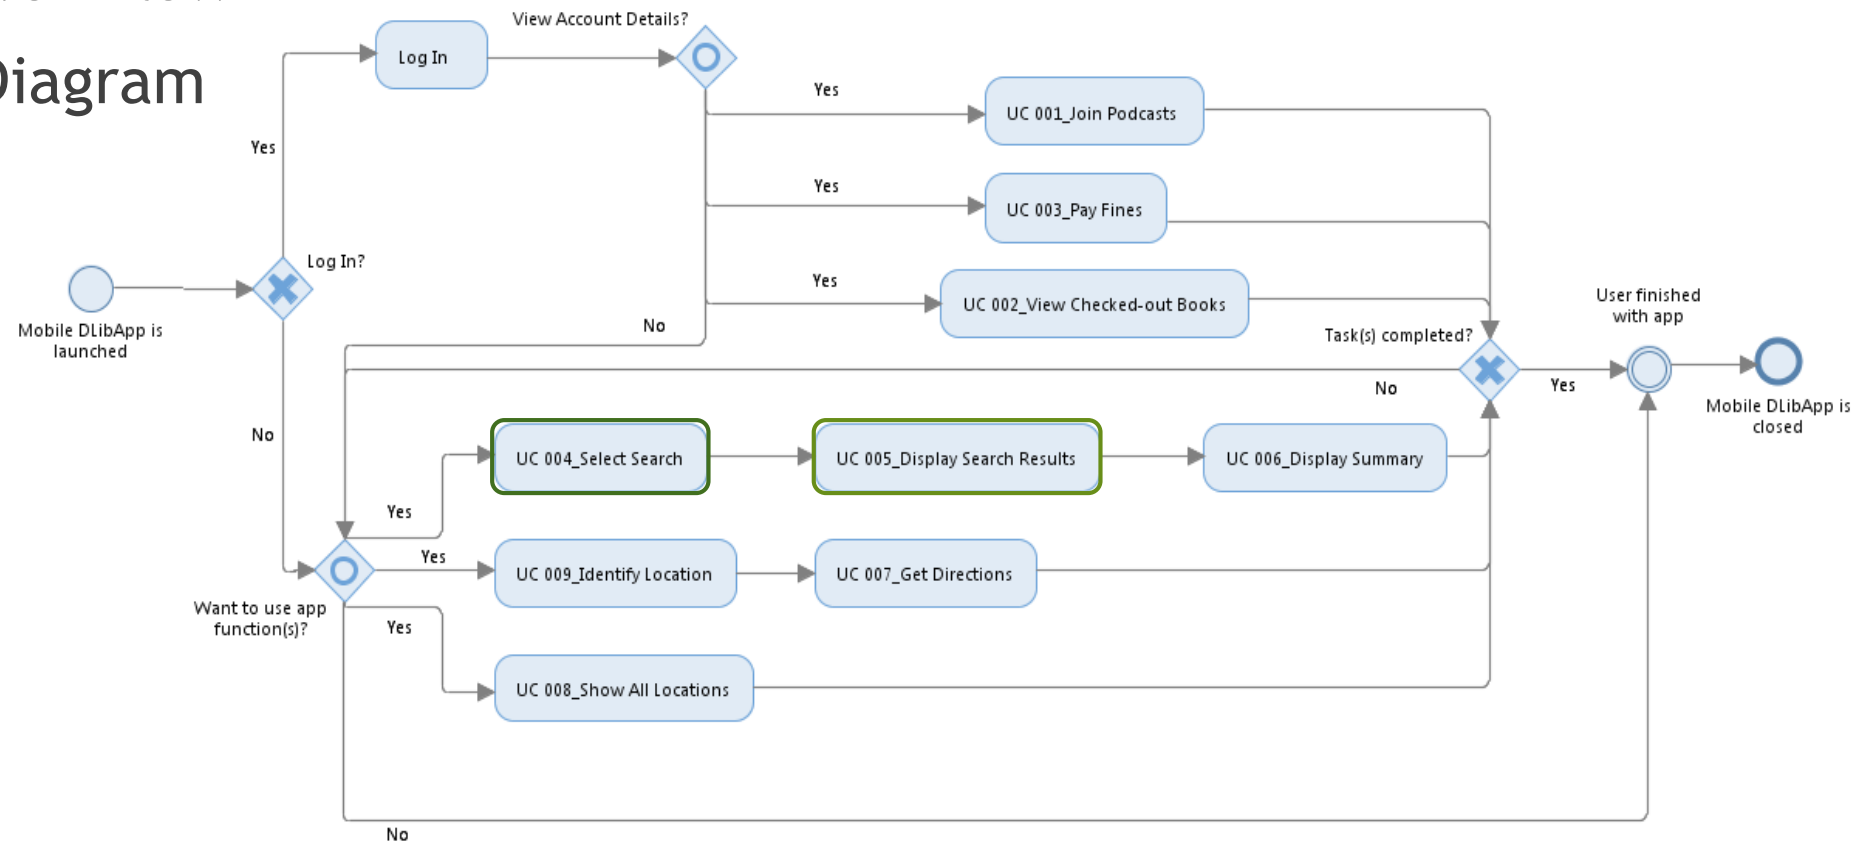 Diagram
View Account Details?
Log In
Yes
UC 001_Join Podcasts
Yes
Yes
UC 003_Pay Fines
Log In?
Yes
UC 002_View Checked-out Books
User finished
with app
Mobile DLibApp is
launched
No
Task(s) completed?
No
Yes
Mobile DLibApp is
closed
No
UC 004_Select Search
UC 005_Display Search Results
UC 006_Display Summary
Yes
Yes
UC 009_Identify Location
UC 007_Get Directions
Want to use app
function(s)?
Yes
UC 008_Show All Locations
No